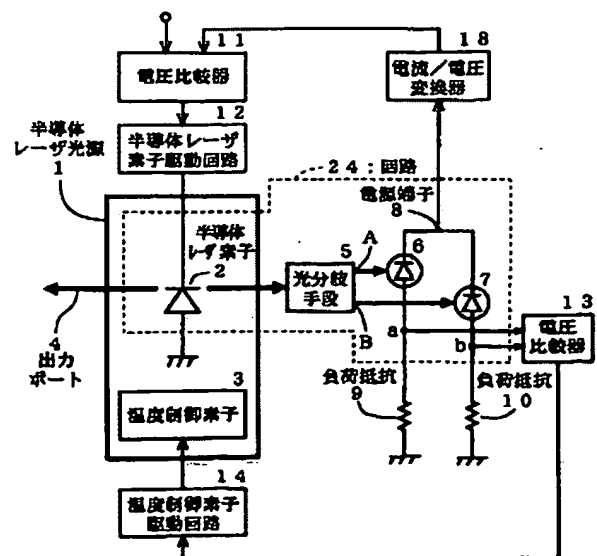 11
電圧比較器
12
半導体レーザ
素子駆動回路
18
電流/電圧
変換器
半導体
レーザ光源
1
24:回路
電源端子
8
半導体
レーザ素子
2
5
光分波
手段
A
B
6
7
a
b
13
電圧
比較器
4
出力
ポート
3
温度制御素子
負荷抵抗
9
負荷抵抗
10
14
温度制御素子
駆動回路